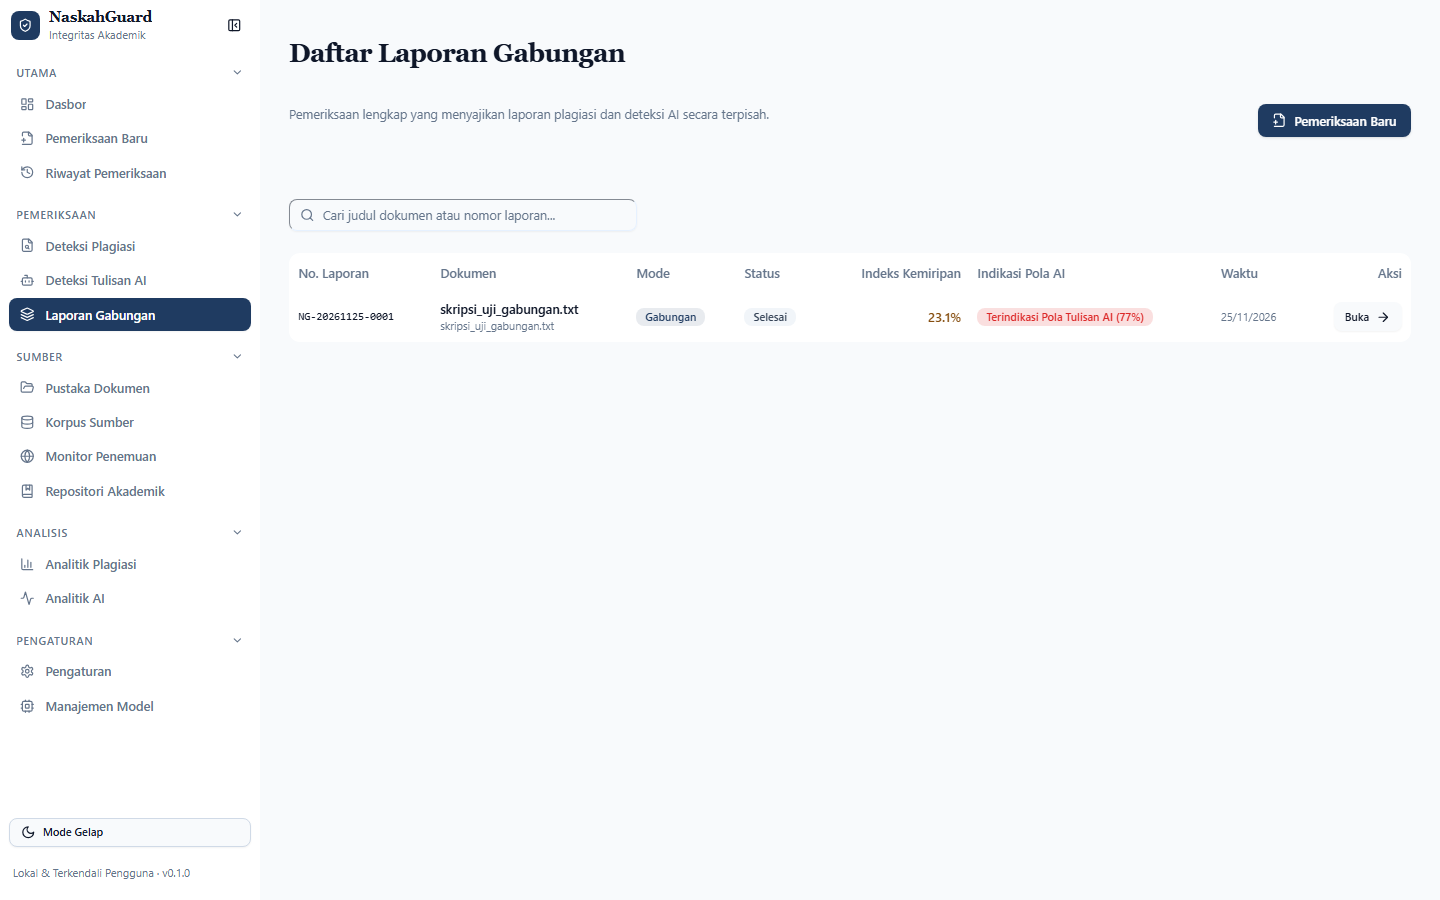 NaskahGuard
Integritas Akademik
UTAMA
Dasbor
Pemeriksaan Baru
Riwayat Pemeriksaan
PEMERIKSAAN
Deteksi Plagiasi
Deteksi Tulisan AI
Laporan Gabungan
SUMBER
Pustaka Dokumen
Korpus Sumber
Monitor Penemuan
Repositori Akademik
ANALISIS
Analitik Plagiasi
Analitik AI
PENGATURAN
Pengaturan
Manajemen Model
Mode Gelap
Lokal & Terkendali Pengguna · v0.1.0
Daftar Laporan Gabungan
Pemeriksaan lengkap yang menyajikan laporan plagiasi dan deteksi AI secara terpisah.
Pemeriksaan Baru
Cari judul dokumen atau nomor laporan...
No. Laporan Dokumen Mode Status Indeks Kemiripan Indikasi Pola AI Waktu Aksi
NG-20261125-0001 skripsi_uji_gabungan.txt Gabungan Selesai 23.1% Terindikasi Pola Tulisan AI (77%) 25/11/2026 Buka
skripsi_uji_gabungan.txt